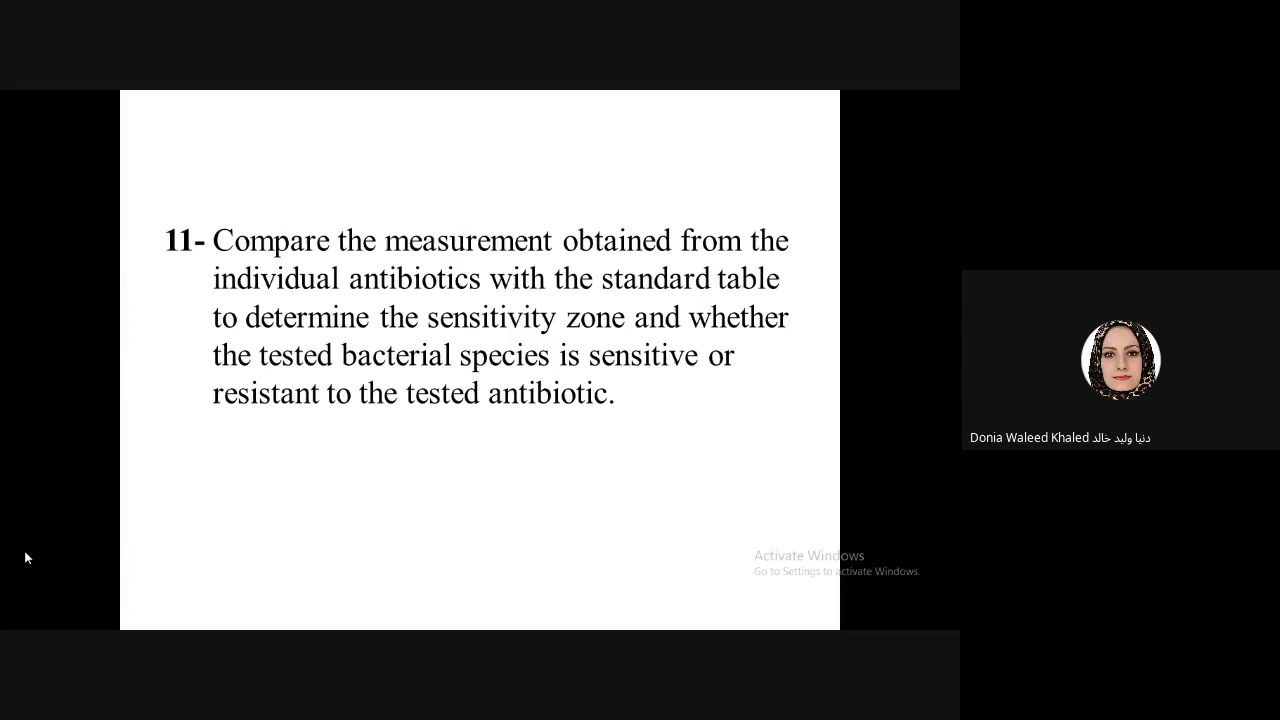 11- Compare the measurement obtained from the
individual antibiotics with the standard table
to determine the sensitivity zone and whether
the tested bacterial species is sensitive or
resistant to the tested antibiotic.
Donia Waleed Khaled دنيا وليد خالد
Activate Windows
Go to Settings to activate Windows.